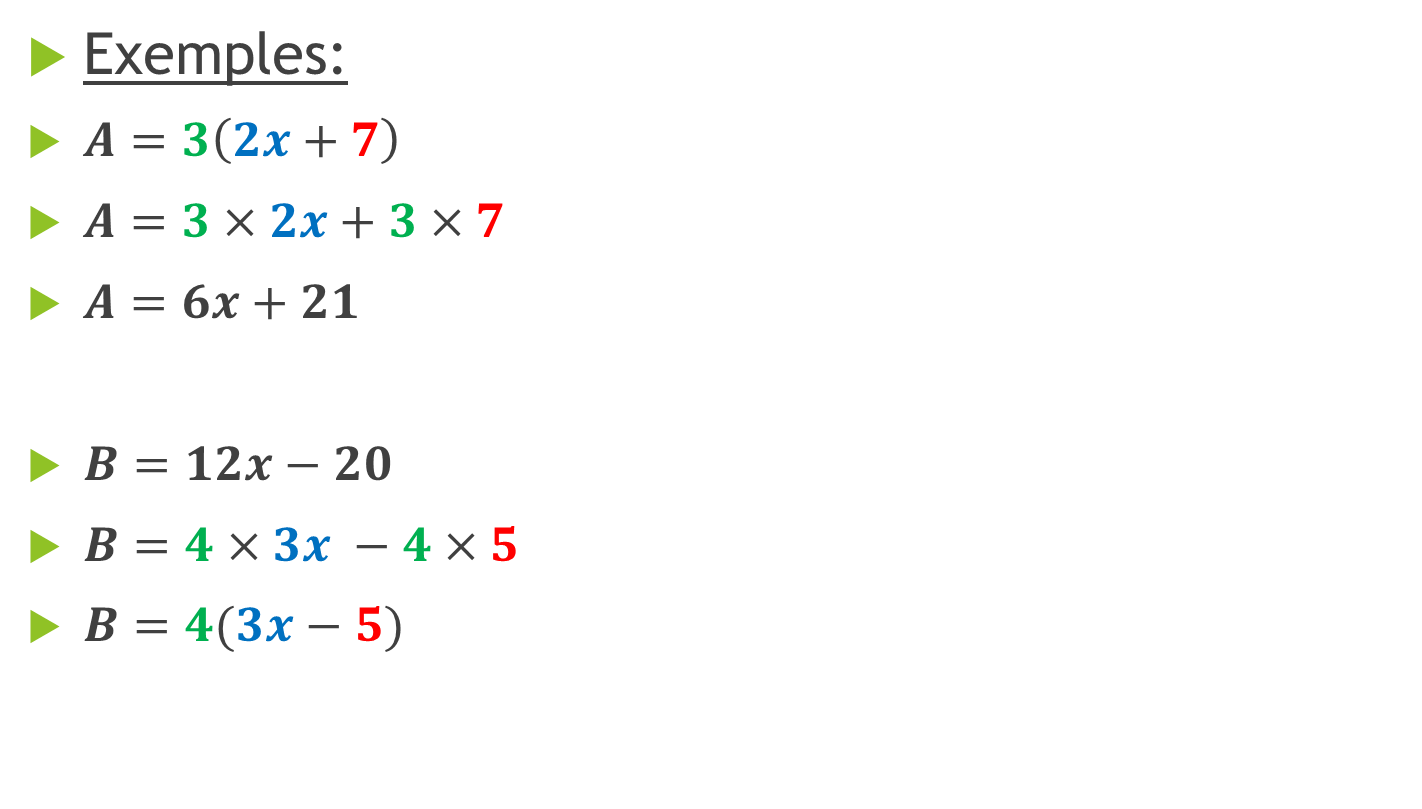 Exemples:
A = 3(2x + 7)
A = 3 × 2x + 3 × 7
A = 6x + 21
B = 12x − 20
B = 4 × 3x − 4 × 5
B = 4(3x − 5)